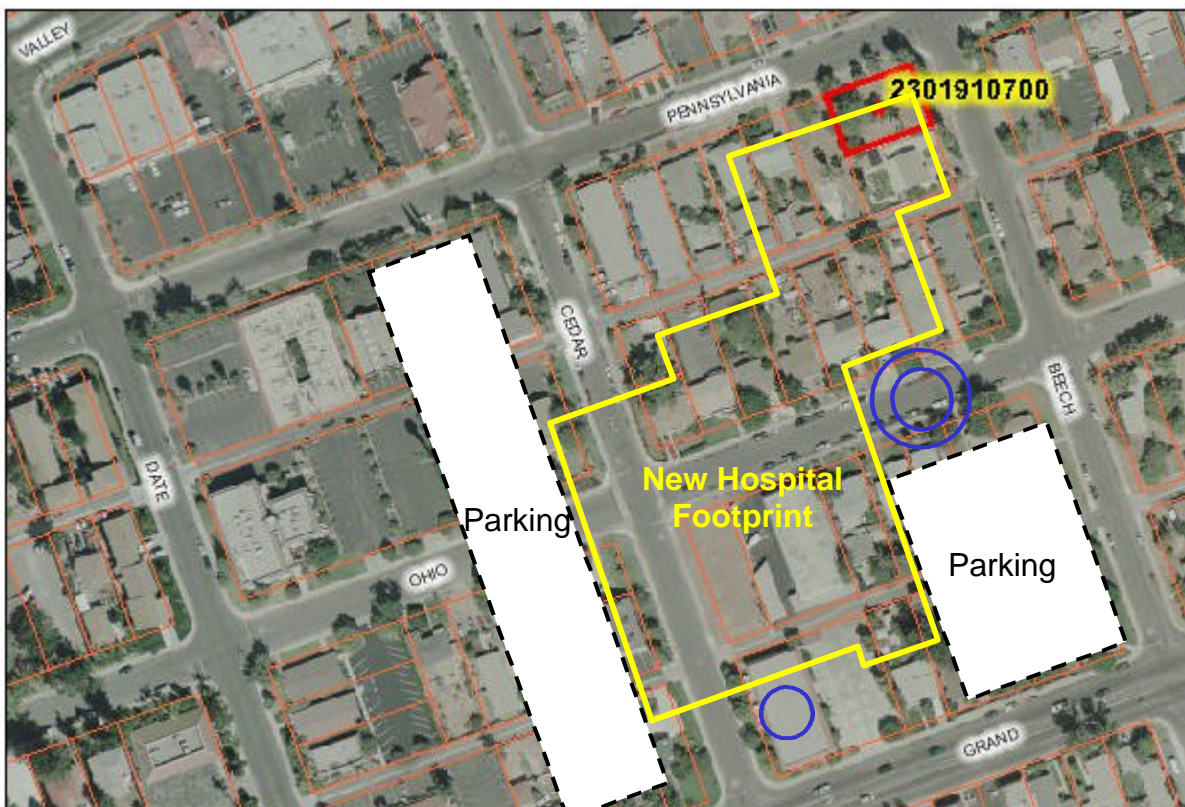 VALLEY
PENNSYLVANIA
2301910700
CEDAR
BEECH
DATE
New Hospital
Footprint
Parking
Parking
OHIO
GRAND